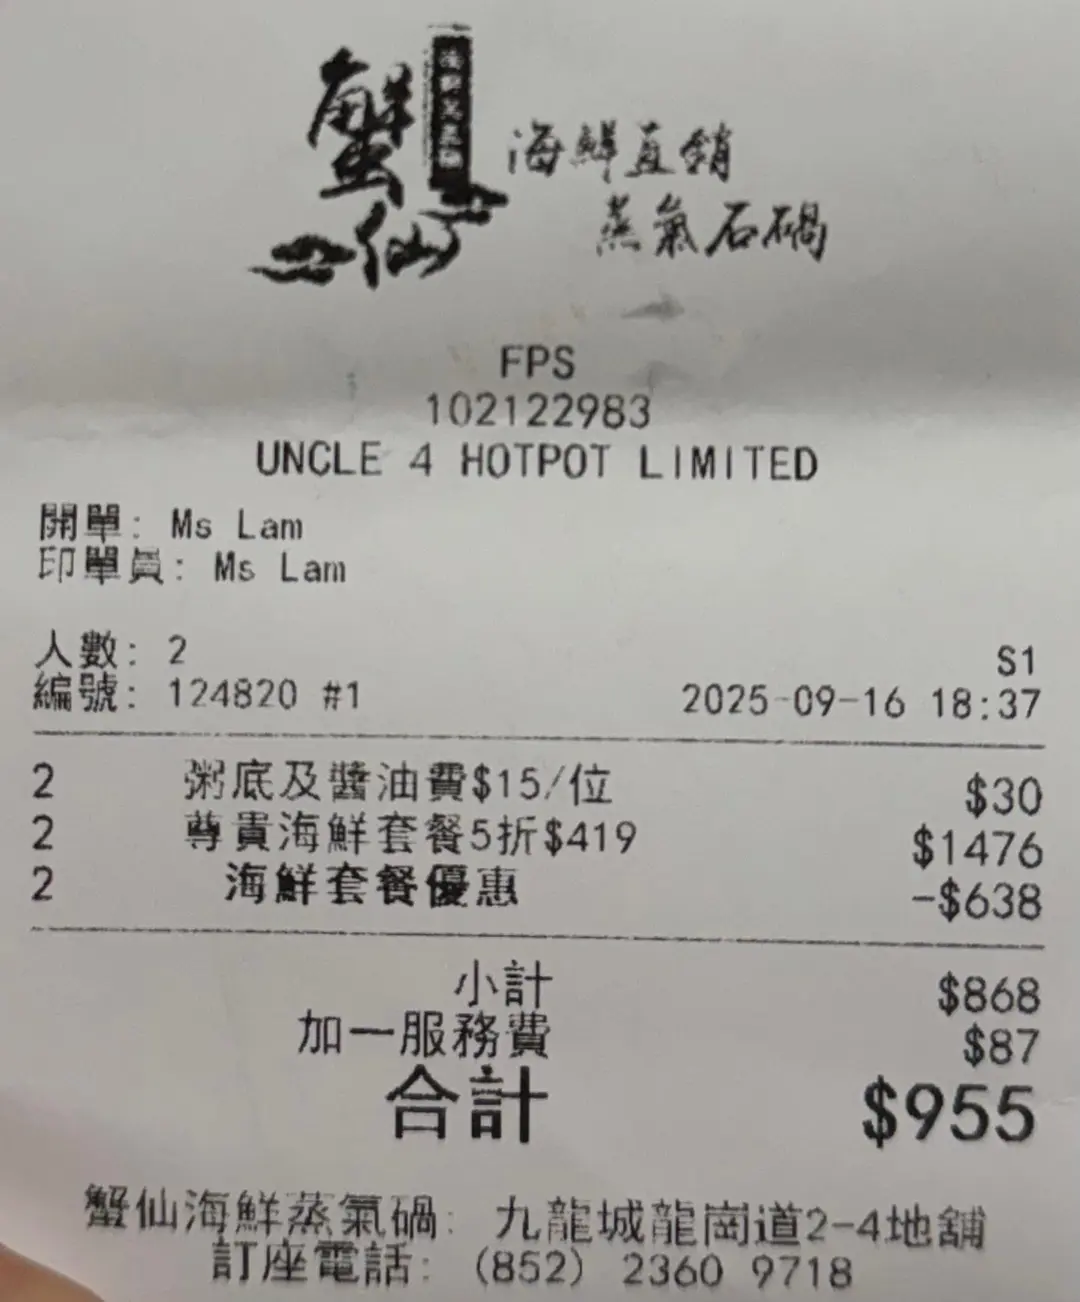 蟹仙
海鮮直銷
蒸氣石鍋
FPS
102122983
UNCLE 4 HOTPOT LIMITED
開單: Ms Lam
印單員: Ms Lam
人數: 2
S1
編號: 124820 #1 2025-09-16 18:37
2 粥底及醬油費$15/位 $30
2 尊貴海鮮套餐5折$419 $1476
2 海鮮套餐優惠 -$638
小計 $868
加一服務費 $87
合計 $955
蟹仙海鮮蒸氣鍋: 九龍城龍崗道2-4地舖
訂座電話: (852) 2360 9718